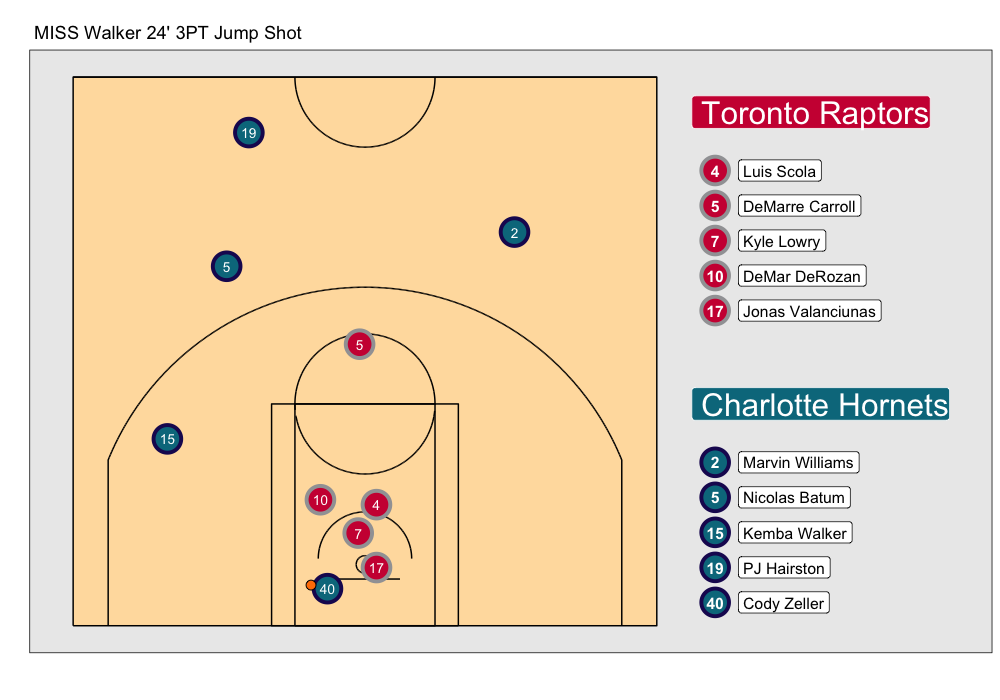 MISS Walker 24' 3PT Jump Shot
Toronto Raptors
4 Luis Scola
5 DeMarre Carroll
7 Kyle Lowry
10 DeMar DeRozan
17 Jonas Valanciunas
Charlotte Hornets
2 Marvin Williams
5 Nicolas Batum
15 Kemba Walker
19 PJ Hairston
40 Cody Zeller
19
2
5
5
15
10
4
7
17
40